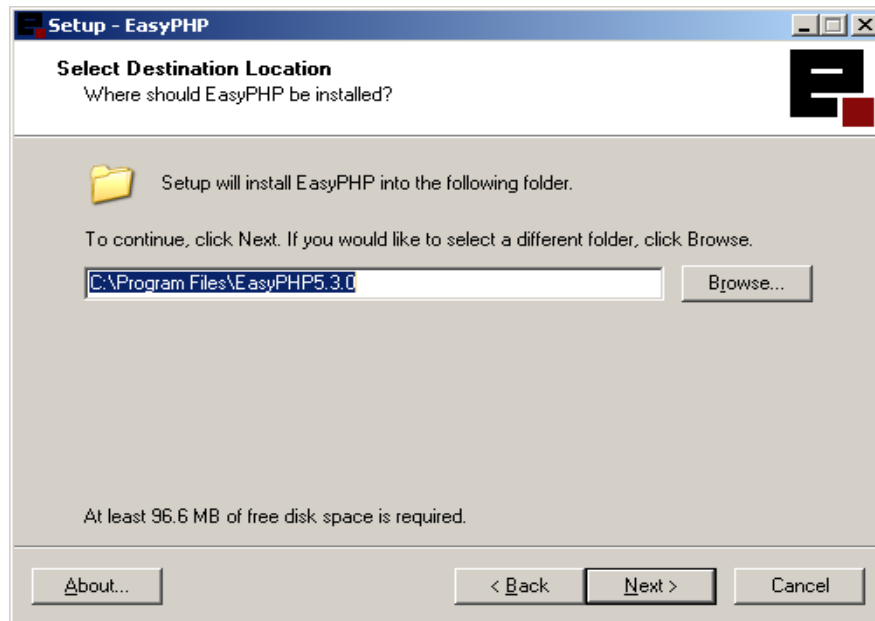 Setup - EasyPHP
Select Destination Location
Where should EasyPHP be installed?
Setup will install EasyPHP into the following folder.
To continue, click Next. If you would like to select a different folder, click Browse.
C:\Program Files\EasyPHP5.3.0
Browse...
At least 96.6 MB of free disk space is required.
About...
< Back
Next >
Cancel